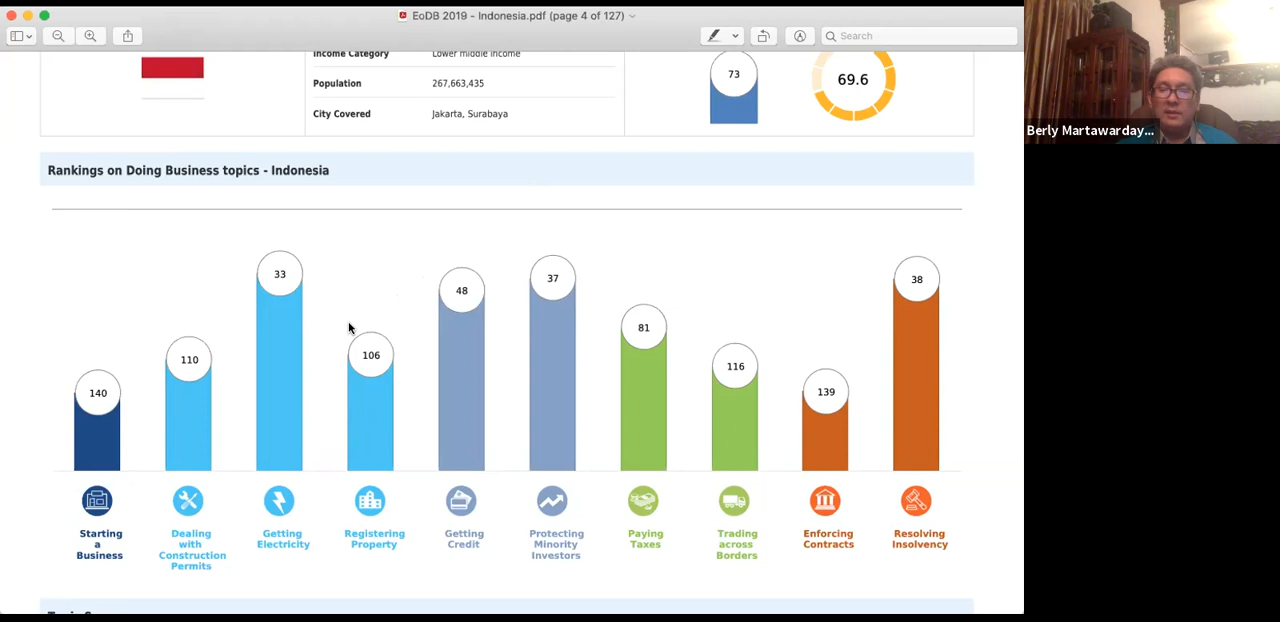 EoDB 2019 - Indonesia.pdf (page 4 of 127)
Search
Income Category
Lower middle income
Population
267,663,435
City Covered
Jakarta, Surabaya
73
69.6
Berly Martawarday...
Rankings on Doing Business topics - Indonesia
140
110
33
106
48
37
81
116
139
38
Starting
a
Business
Dealing
with
Construction
Permits
Getting
Electricity
Registering
Property
Getting
Credit
Protecting
Minority
Investors
Paying
Taxes
Trading
across
Borders
Enforcing
Contracts
Resolving
Insolvency